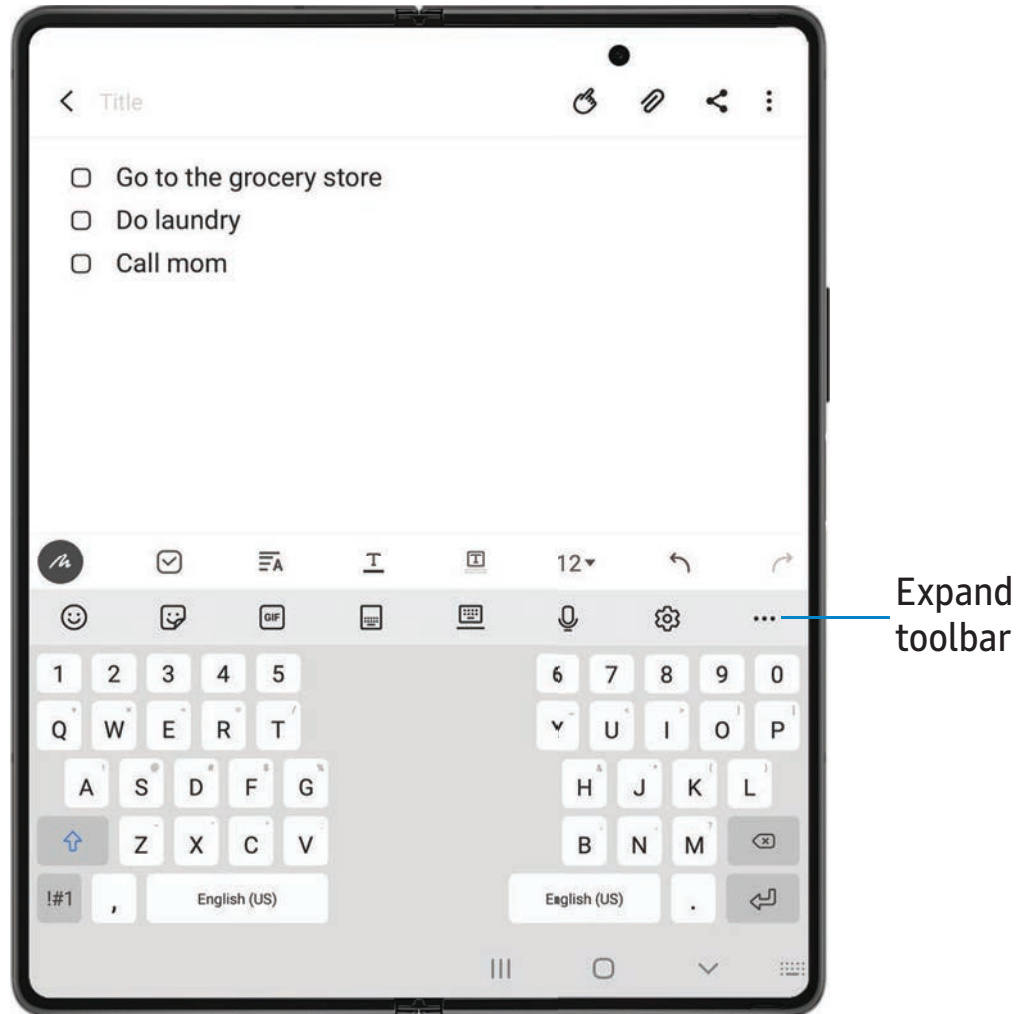 Title
Go to the grocery store
Do laundry
Call mom
12
GIF
Expand
toolbar
1 2 3 4 5 6 7 8 9 0
Q W E R T U I O P
A S D F G H J K L
Z X C V B N M
!#1 , English (US) English (US) .